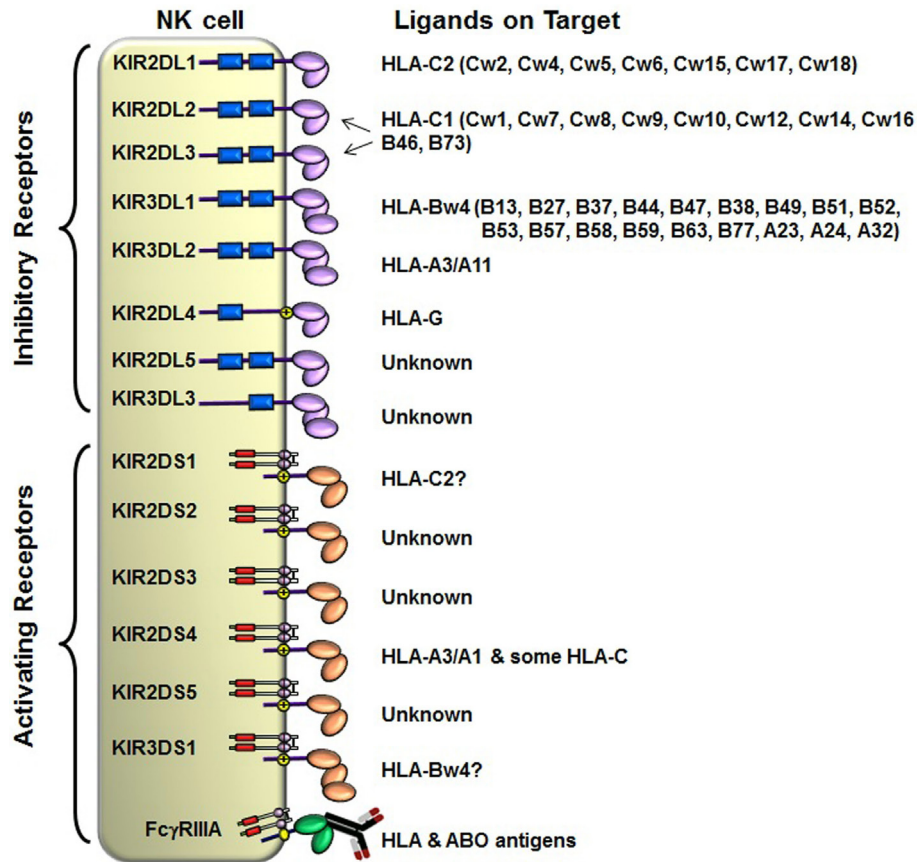 NK cell
Ligands on Target
Inhibitory Receptors
KIR2DL1
HLA-C2 (Cw2, Cw4, Cw5, Cw6, Cw15, Cw17, Cw18)
KIR2DL2
HLA-C1 (Cw1, Cw7, Cw8, Cw9, Cw10, Cw12, Cw14, Cw16
B46, B73)
KIR2DL3
KIR3DL1
HLA-Bw4 (B13, B27, B37, B44, B47, B38, B49, B51, B52,
B53, B57, B58, B59, B63, B77, A23, A24, A32)
KIR3DL2
HLA-A3/A11
KIR2DL4
+
HLA-G
KIR2DL5
Unknown
KIR3DL3
Unknown
Activating Receptors
KIR2DS1
+
HLA-C2?
KIR2DS2
+
Unknown
KIR2DS3
+
Unknown
KIR2DS4
+
HLA-A3/A1 & some HLA-C
KIR2DS5
+
Unknown
KIR3DS1
+
HLA-Bw4?
FcγRIIIA
HLA & ABO antigens